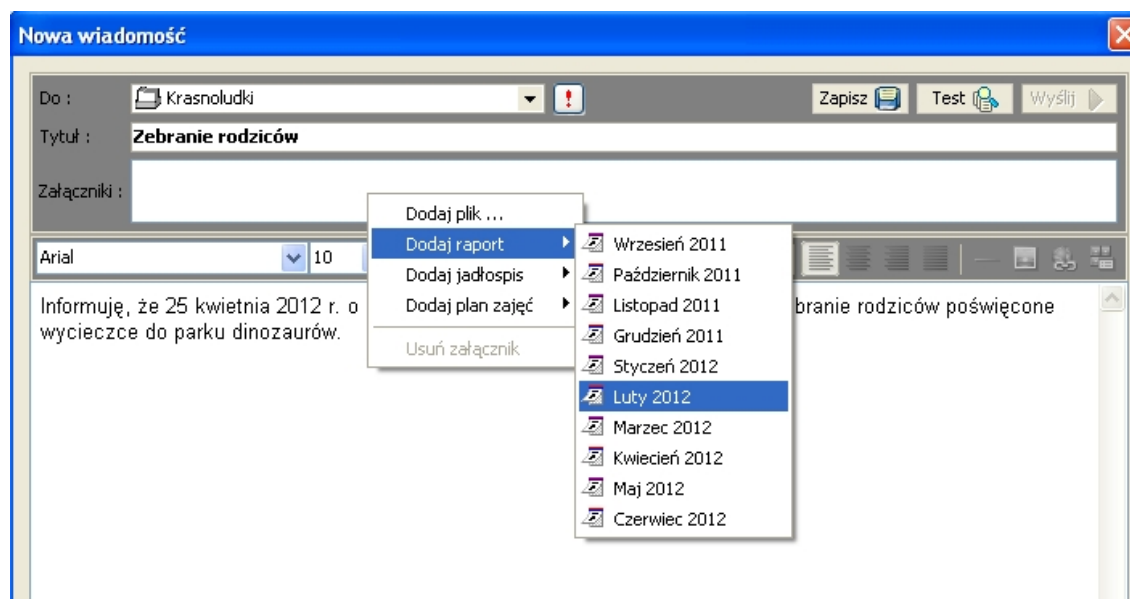 Nowa wiadomość
Do : Krasnoludki Zapisz Test Wyślij
Tytuł : Zebranie rodziców
Załączniki :
Dodaj plik ...
Dodaj raport
Dodaj jadłospis
Dodaj plan zajęć
Usuń załącznik
Wrzesień 2011
Październik 2011
Listopad 2011
Grudzień 2011
Styczeń 2012
Luty 2012
Marzec 2012
Kwiecień 2012
Maj 2012
Czerwiec 2012
Arial 10
Informuję, że 25 kwietnia 2012 r. o branie rodziców poświęcone
wycieczce do parku dinozaurów.